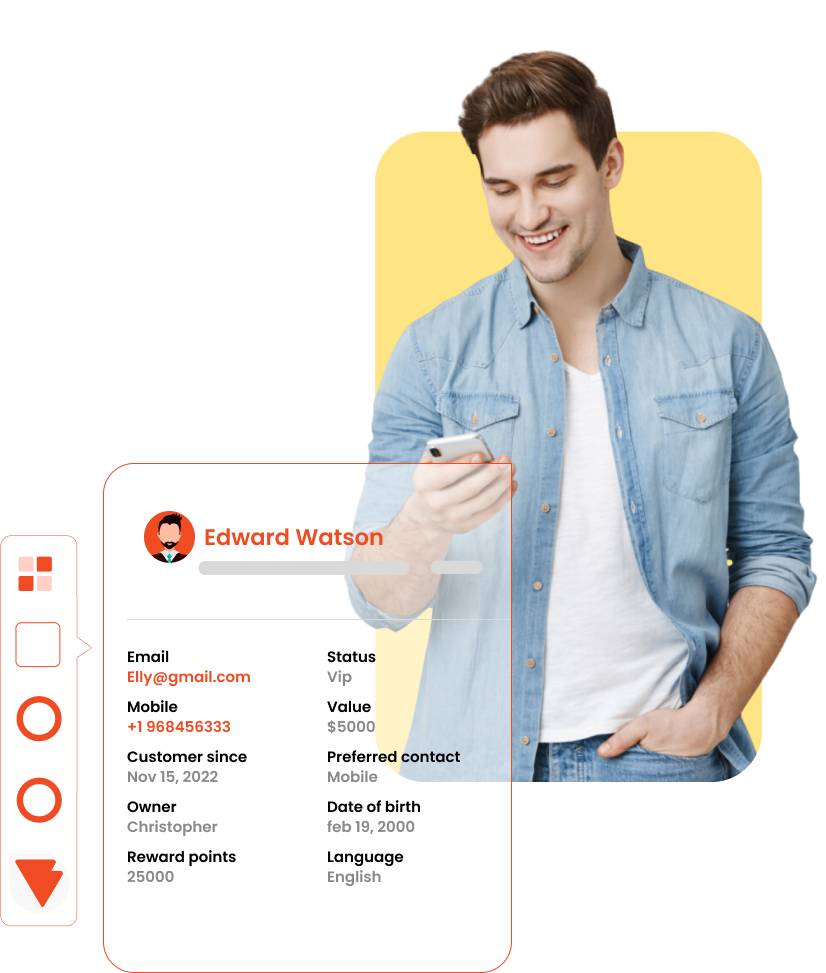 Edward Watson
Email
Elly@gmail.com
Mobile
+1 968456333
Customer since
Nov 15, 2022
Owner
Christopher
Reward points
25000
Status
Vip
Value
$5000
Preferred contact
Mobile
Date of birth
feb 19, 2000
Language
English